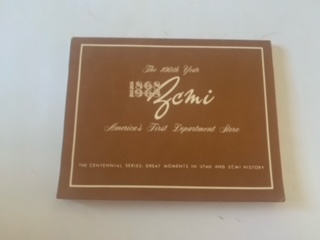 The 100th Year
1868
1968
Zcmi
America's First Department Store
THE CENTENNIAL SERIES: GREAT MOMENTS IN UTAH AND ZCMI HISTORY